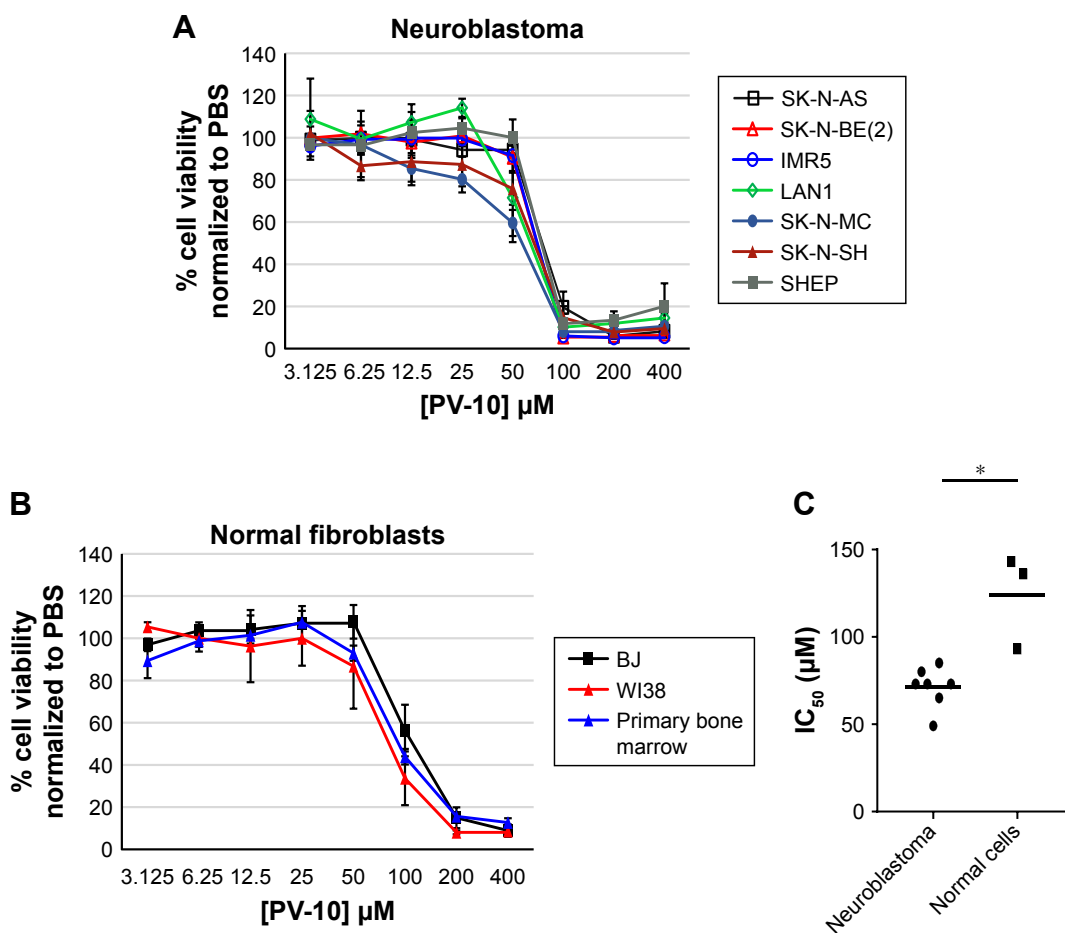 A
Neuroblastoma
% cell viability
normalized to PBS
140
120
100
80
60
40
20
0
3.125 6.25 12.5 25 50 100 200 400
[PV-10] µM
SK-N-AS
SK-N-BE(2)
IMR5
LAN1
SK-N-MC
SK-N-SH
SHEP
B
Normal fibroblasts
% cell viability
normalized to PBS
140
120
100
80
60
40
20
0
3.125 6.25 12.5 25 50 100 200 400
[PV-10] µM
BJ
WI38
Primary bone
marrow
C
*
IC50 (µM)
150
100
50
0
Neuroblastoma
Normal cells